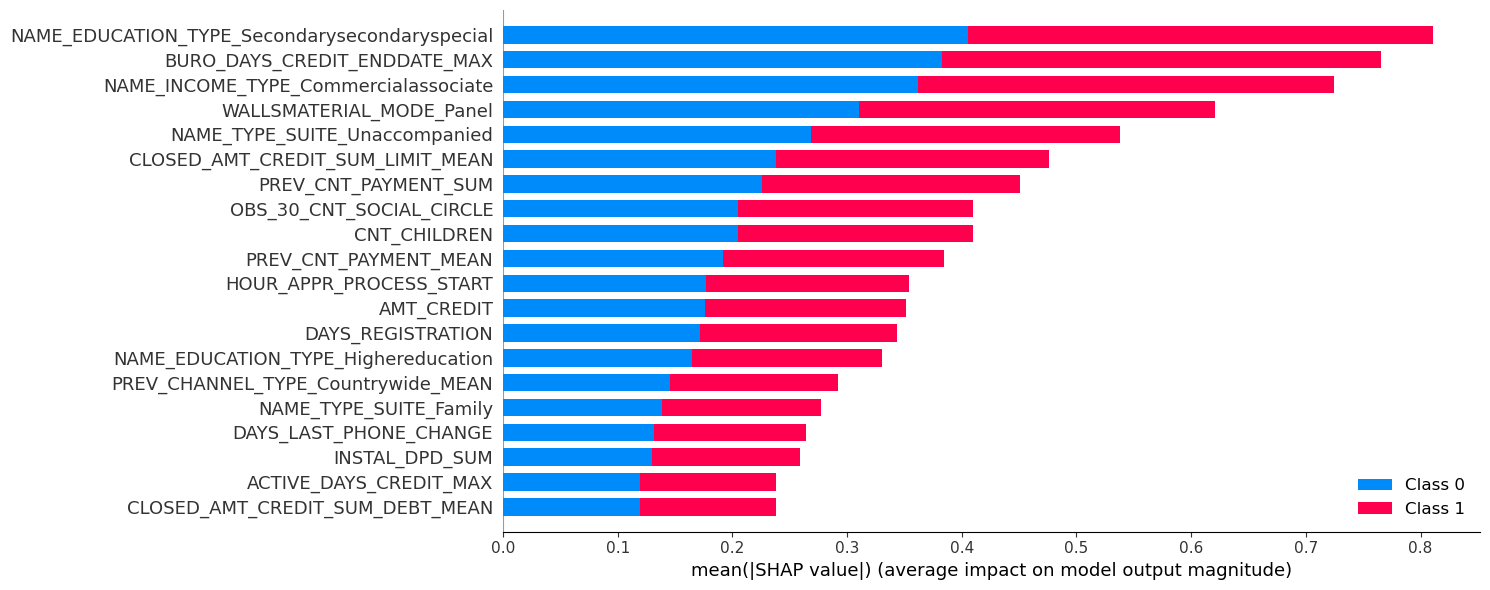 NAME_EDUCATION_TYPE_Secondarysecondaryspecial
BURO_DAYS_CREDIT_ENDDATE_MAX
NAME_INCOME_TYPE_Commercialassociate
WALLSMATERIAL_MODE_Panel
NAME_TYPE_SUITE_Unaccompanied
CLOSED_AMT_CREDIT_SUM_LIMIT_MEAN
PREV_CNT_PAYMENT_SUM
OBS_30_CNT_SOCIAL_CIRCLE
CNT_CHILDREN
PREV_CNT_PAYMENT_MEAN
HOUR_APPR_PROCESS_START
AMT_CREDIT
DAYS_REGISTRATION
NAME_EDUCATION_TYPE_Highereducation
PREV_CHANNEL_TYPE_Countrywide_MEAN
NAME_TYPE_SUITE_Family
DAYS_LAST_PHONE_CHANGE
INSTAL_DPD_SUM
ACTIVE_DAYS_CREDIT_MAX
CLOSED_AMT_CREDIT_SUM_DEBT_MEAN
Class 0
Class 1
0.0 0.1 0.2 0.3 0.4 0.5 0.6 0.7 0.8
mean(|SHAP value|) (average impact on model output magnitude)